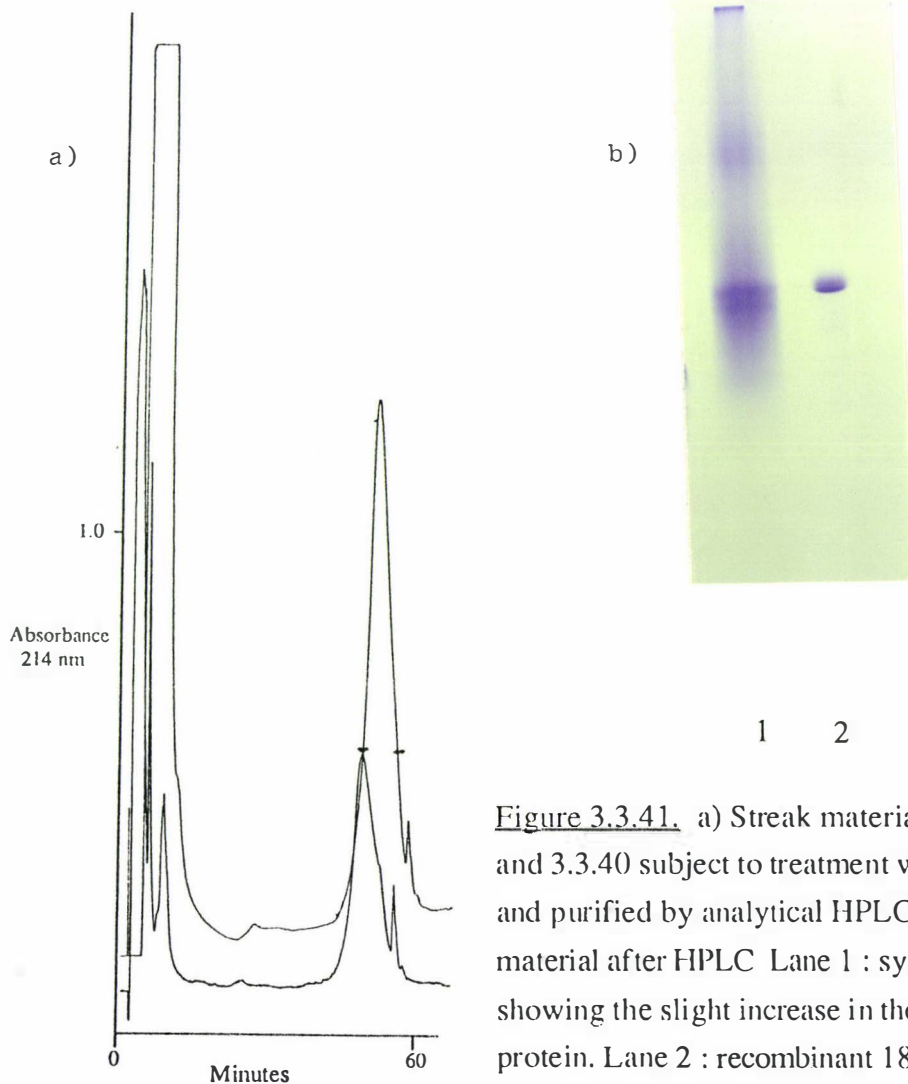 a)
b)
1.0
Absorbance
214 nm
0
60
Minutes
1 2
Figure 3.3.41. a) Streak materia
and 3.3.40 subject to treatment
and purified by analytical HPLC
material after HPLC Lane 1 : sy
showing the slight increase in the
protein. Lane 2 : recombinant 18